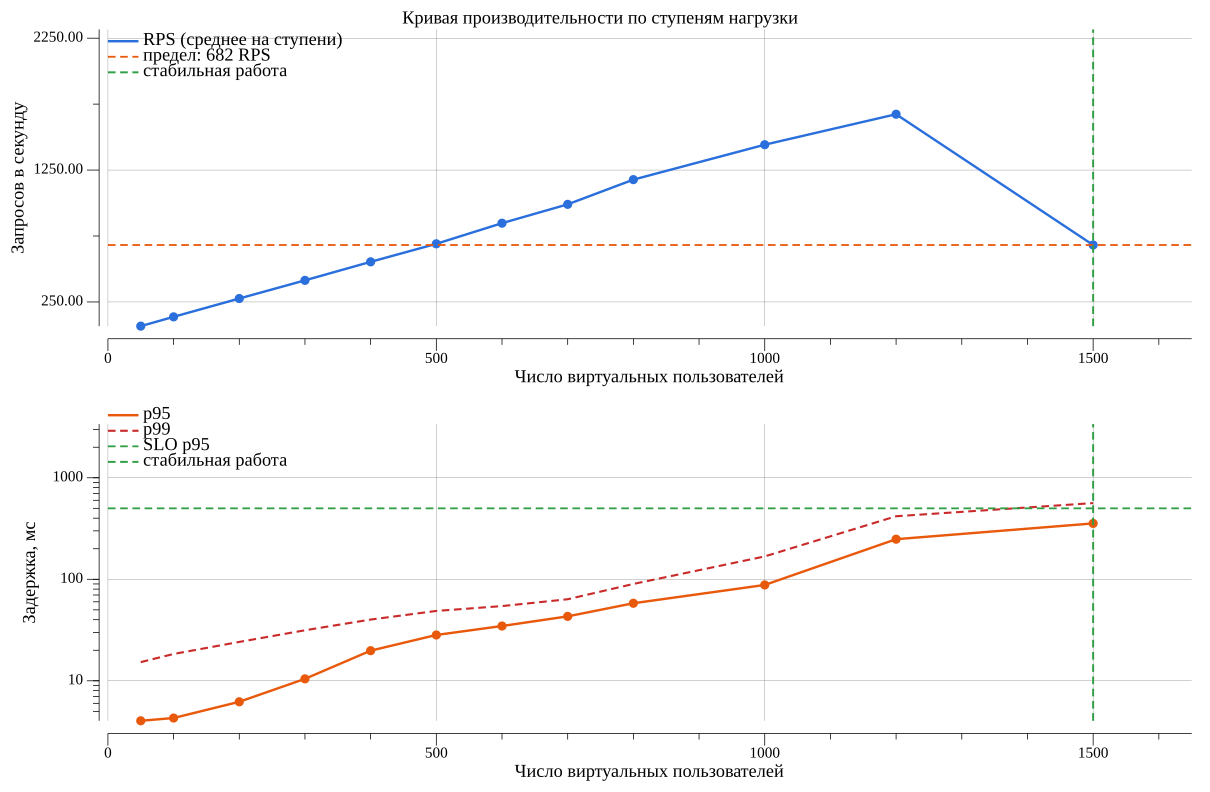 Кривая производительности по ступеням нагрузки
2250.00
RPS (среднее на ступени)
предел: 682 RPS
стабильная работа
1250.00
250.00
Запросов в секунду
0
500
1000
1500
Число виртуальных пользователей
p95
p99
SLO p95
стабильная работа
1000
100
10
Задержка, мс
0
500
1000
1500
Число виртуальных пользователей